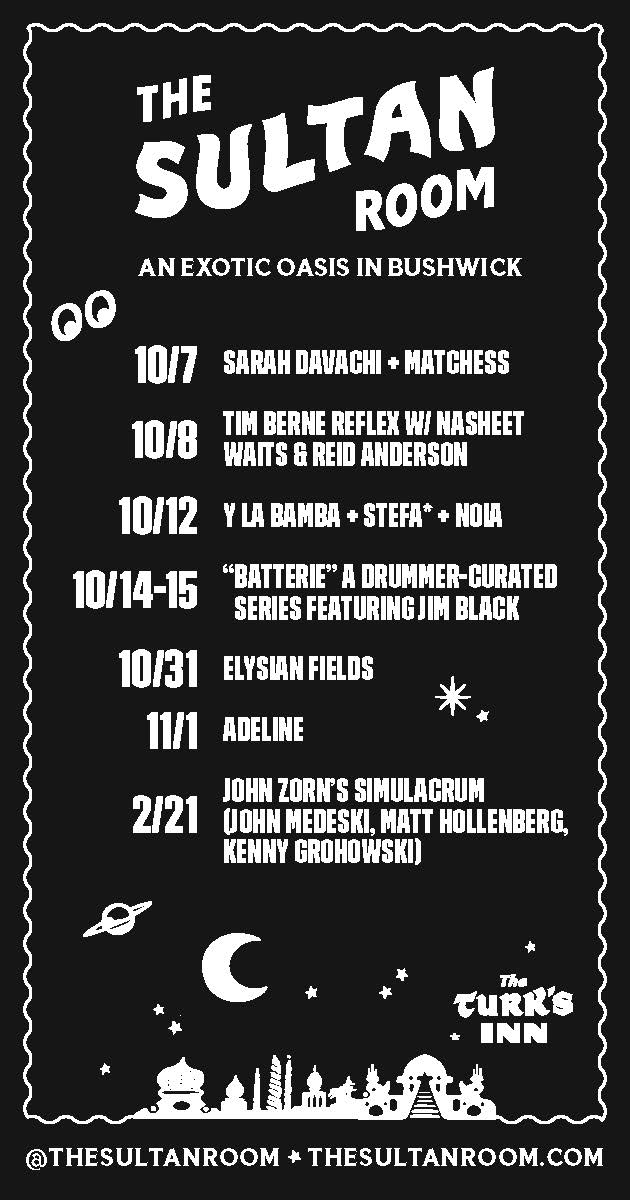 THE
SULTAN
ROOM
AN EXOTIC OASIS IN BUSHWICK
10/7 SARAH DAVACHI + MATCHESS
10/8 TIM BERNE REFLEX W/ NASHEET
WAITS & REID ANDERSON
10/12 Y LA BAMBA + STEFA* + NOIA
10/14-15 “BATTERIE” A DRUMMER-CURATED
SERIES FEATURING JIM BLACK
10/31 ELYSIAN FIELDS
11/1 ADELINE
2/21 JOHN ZORN'S SIMULACRUM
(JOHN MEDESKI, MATT HOLLENBERG,
KENNY GROHOWSKI)
The
TURK'S
INN
@THESULTANROOM ★ THESULTANROOM.COM